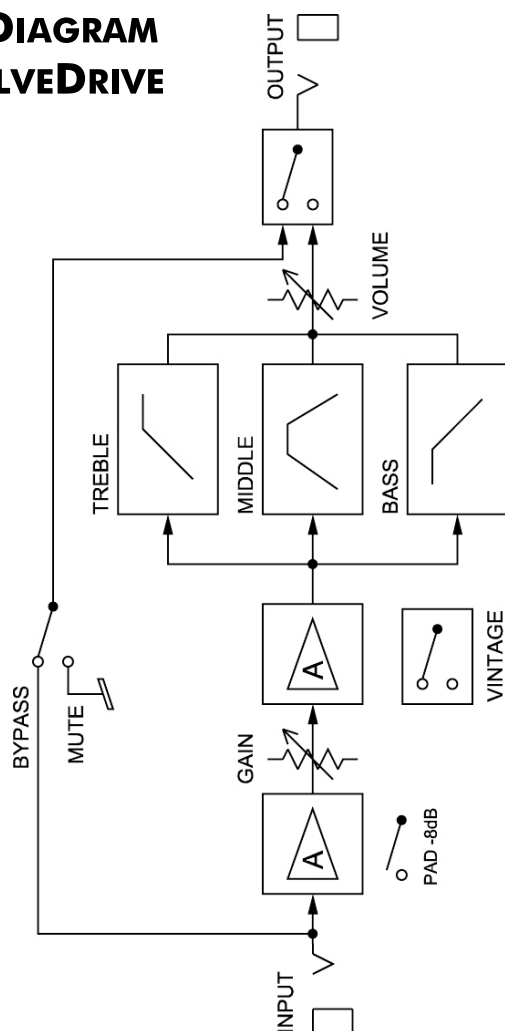 DIAGRAM
LVEDRIVE
OUTPUT
VOLUME
TREBLE
MIDDLE
BASS
BYPASS
MUTE
GAIN
VINTAGE
A
A
PAD -8dB
INPUT